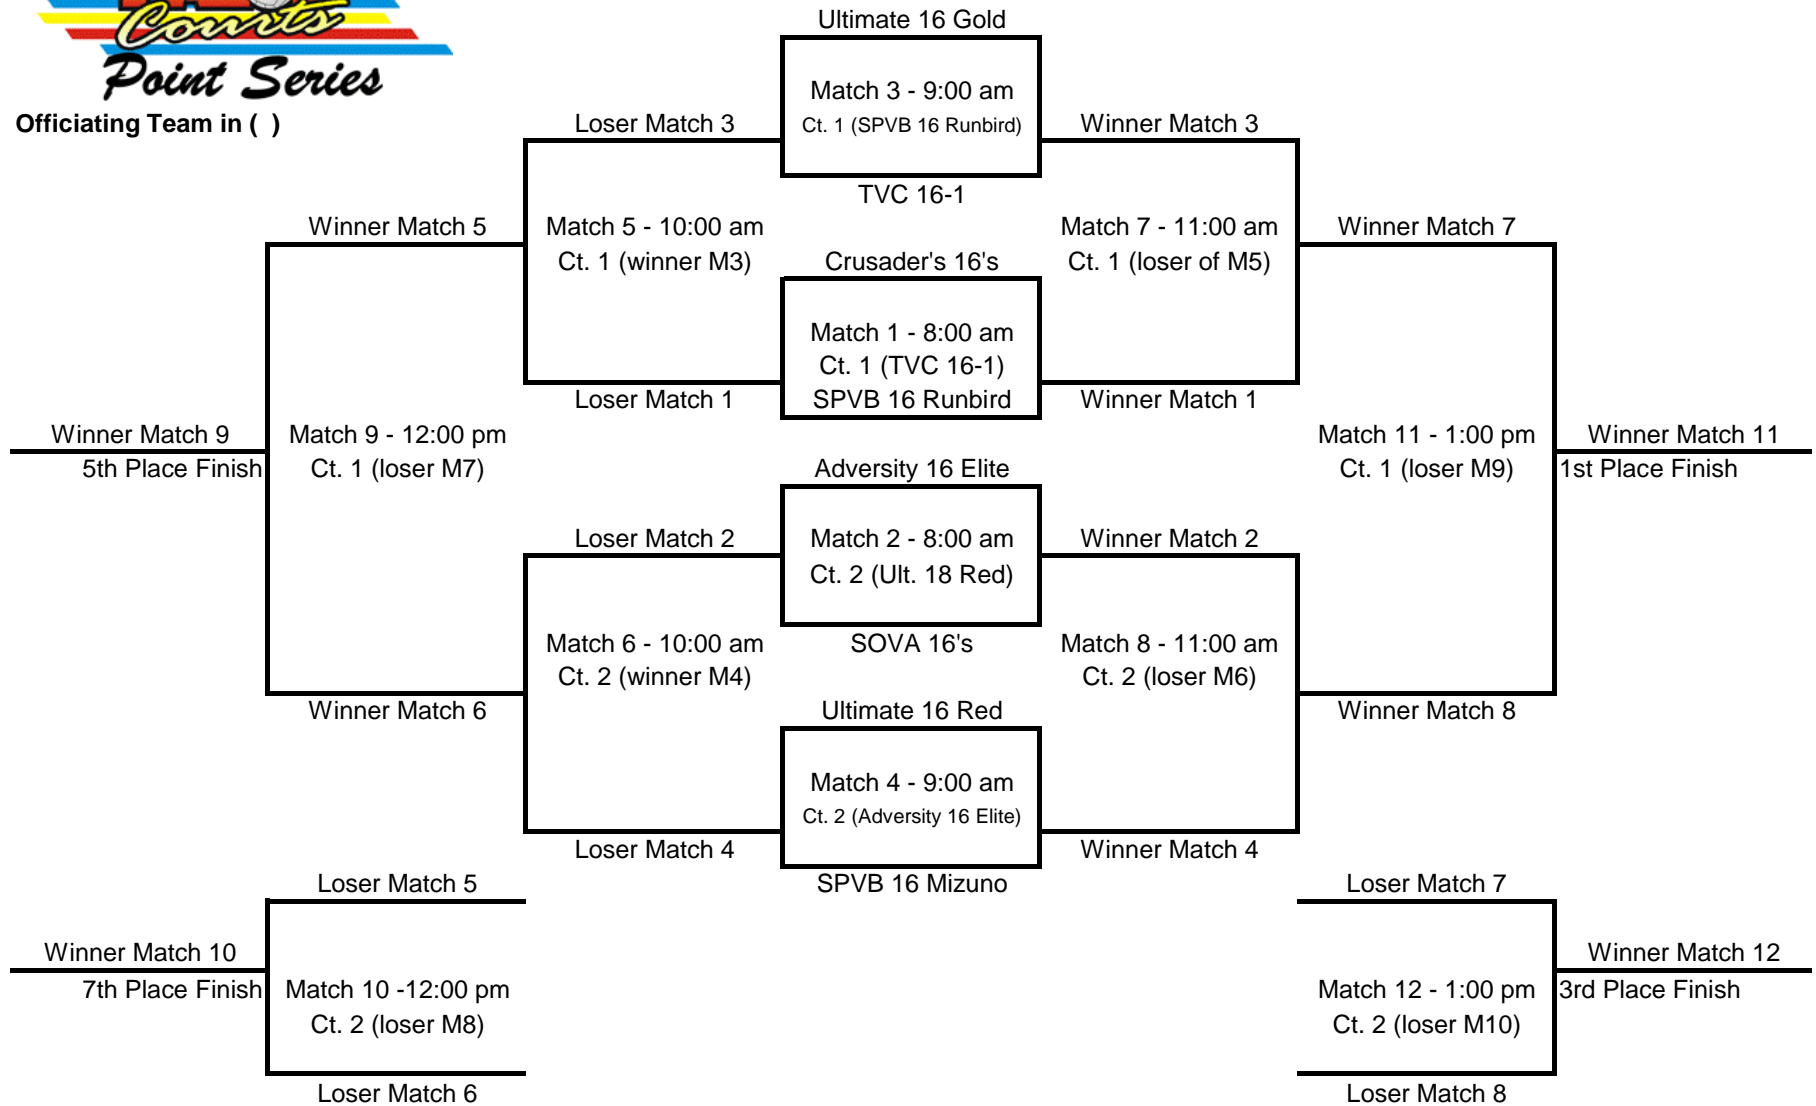 Courts
Point Series
Officiating Team in ( )
Ultimate 16 Gold
Match 3 - 9:00 am
Ct. 1 (SPVB 16 Runbird)
TVC 16-1
Loser Match 3
Winner Match 3
Winner Match 5
Match 5 - 10:00 am
Ct. 1 (winner M3)
Match 7 - 11:00 am
Ct. 1 (loser of M5)
Winner Match 7
Crusader's 16's
Match 1 - 8:00 am
Ct. 1 (TVC 16-1)
SPVB 16 Runbird
Loser Match 1
Winner Match 1
Winner Match 9
5th Place Finish
Match 9 - 12:00 pm
Ct. 1 (loser M7)
Match 11 - 1:00 pm
Ct. 1 (loser M9)
Winner Match 11
1st Place Finish
Adversity 16 Elite
Match 2 - 8:00 am
Ct. 2 (Ult. 18 Red)
SOVA 16's
Loser Match 2
Winner Match 2
Match 6 - 10:00 am
Ct. 2 (winner M4)
Match 8 - 11:00 am
Ct. 2 (loser M6)
Winner Match 6
Winner Match 8
Ultimate 16 Red
Match 4 - 9:00 am
Ct. 2 (Adversity 16 Elite)
SPVB 16 Mizuno
Loser Match 4
Winner Match 4
Loser Match 5
Loser Match 7
Winner Match 10
7th Place Finish
Match 10 -12:00 pm
Ct. 2 (loser M8)
Match 12 - 1:00 pm
Ct. 2 (loser M10)
Winner Match 12
3rd Place Finish
Loser Match 6
Loser Match 8